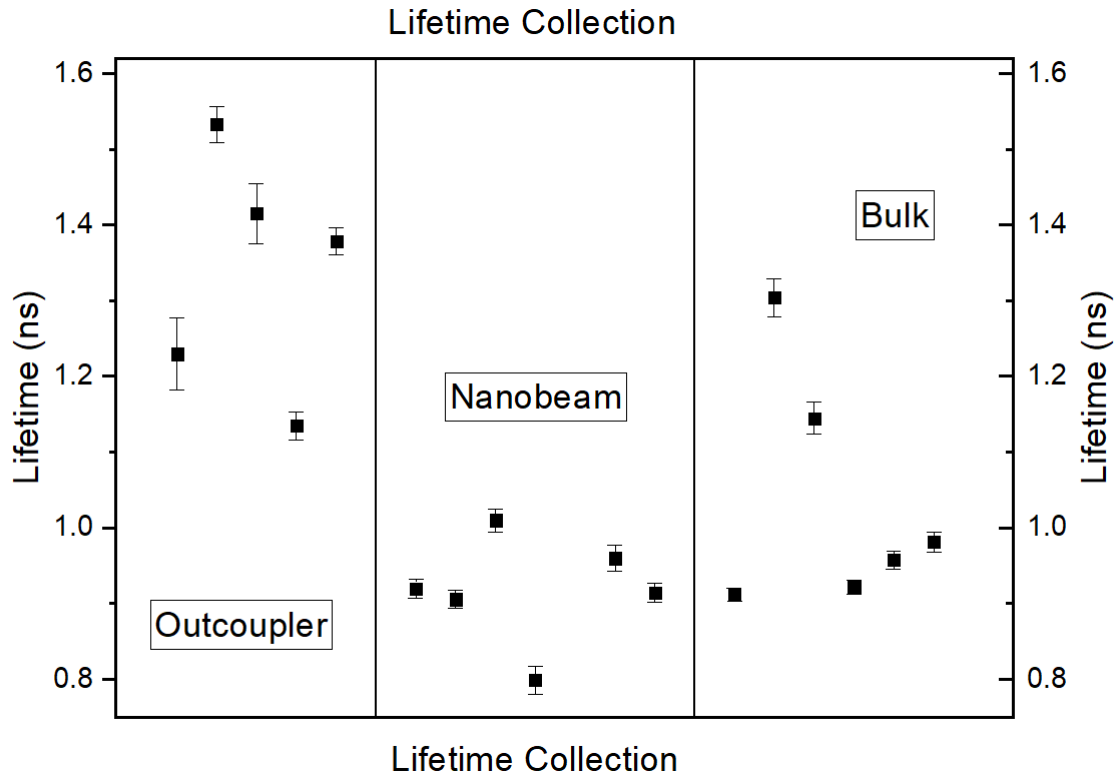 Lifetime Collection
1.6
1.6
Bulk
1.4
1.4
Lifetime (ns)
Lifetime (ns)
1.2
1.2
Nanobeam
1.0
1.0
Outcoupler
0.8
0.8
Lifetime Collection